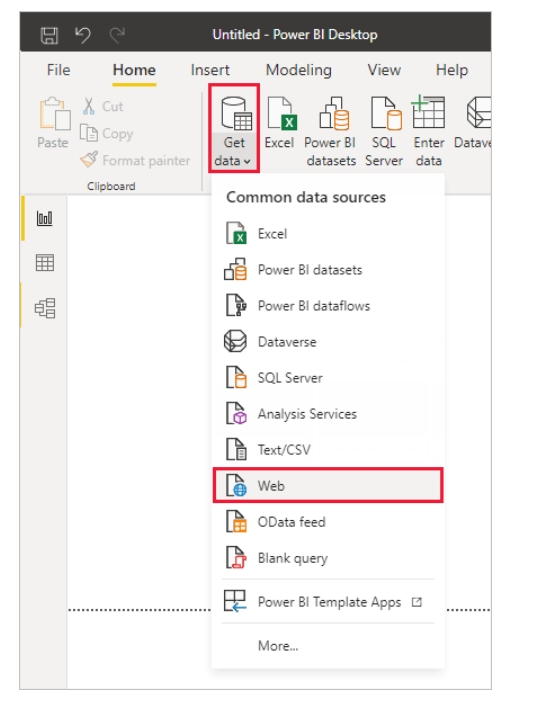 Untitled - Power BI Desktop
File Home Insert Modeling View Help
Paste
Cut
Copy
Format painter
Clipboard
Get data
Excel
Power BI datasets
SQL Server
Enter data
Datave
Common data sources
Excel
Power BI datasets
Power BI dataflows
Dataverse
SQL Server
Analysis Services
Text/CSV
Web
OData feed
Blank query
Power BI Template Apps
More...